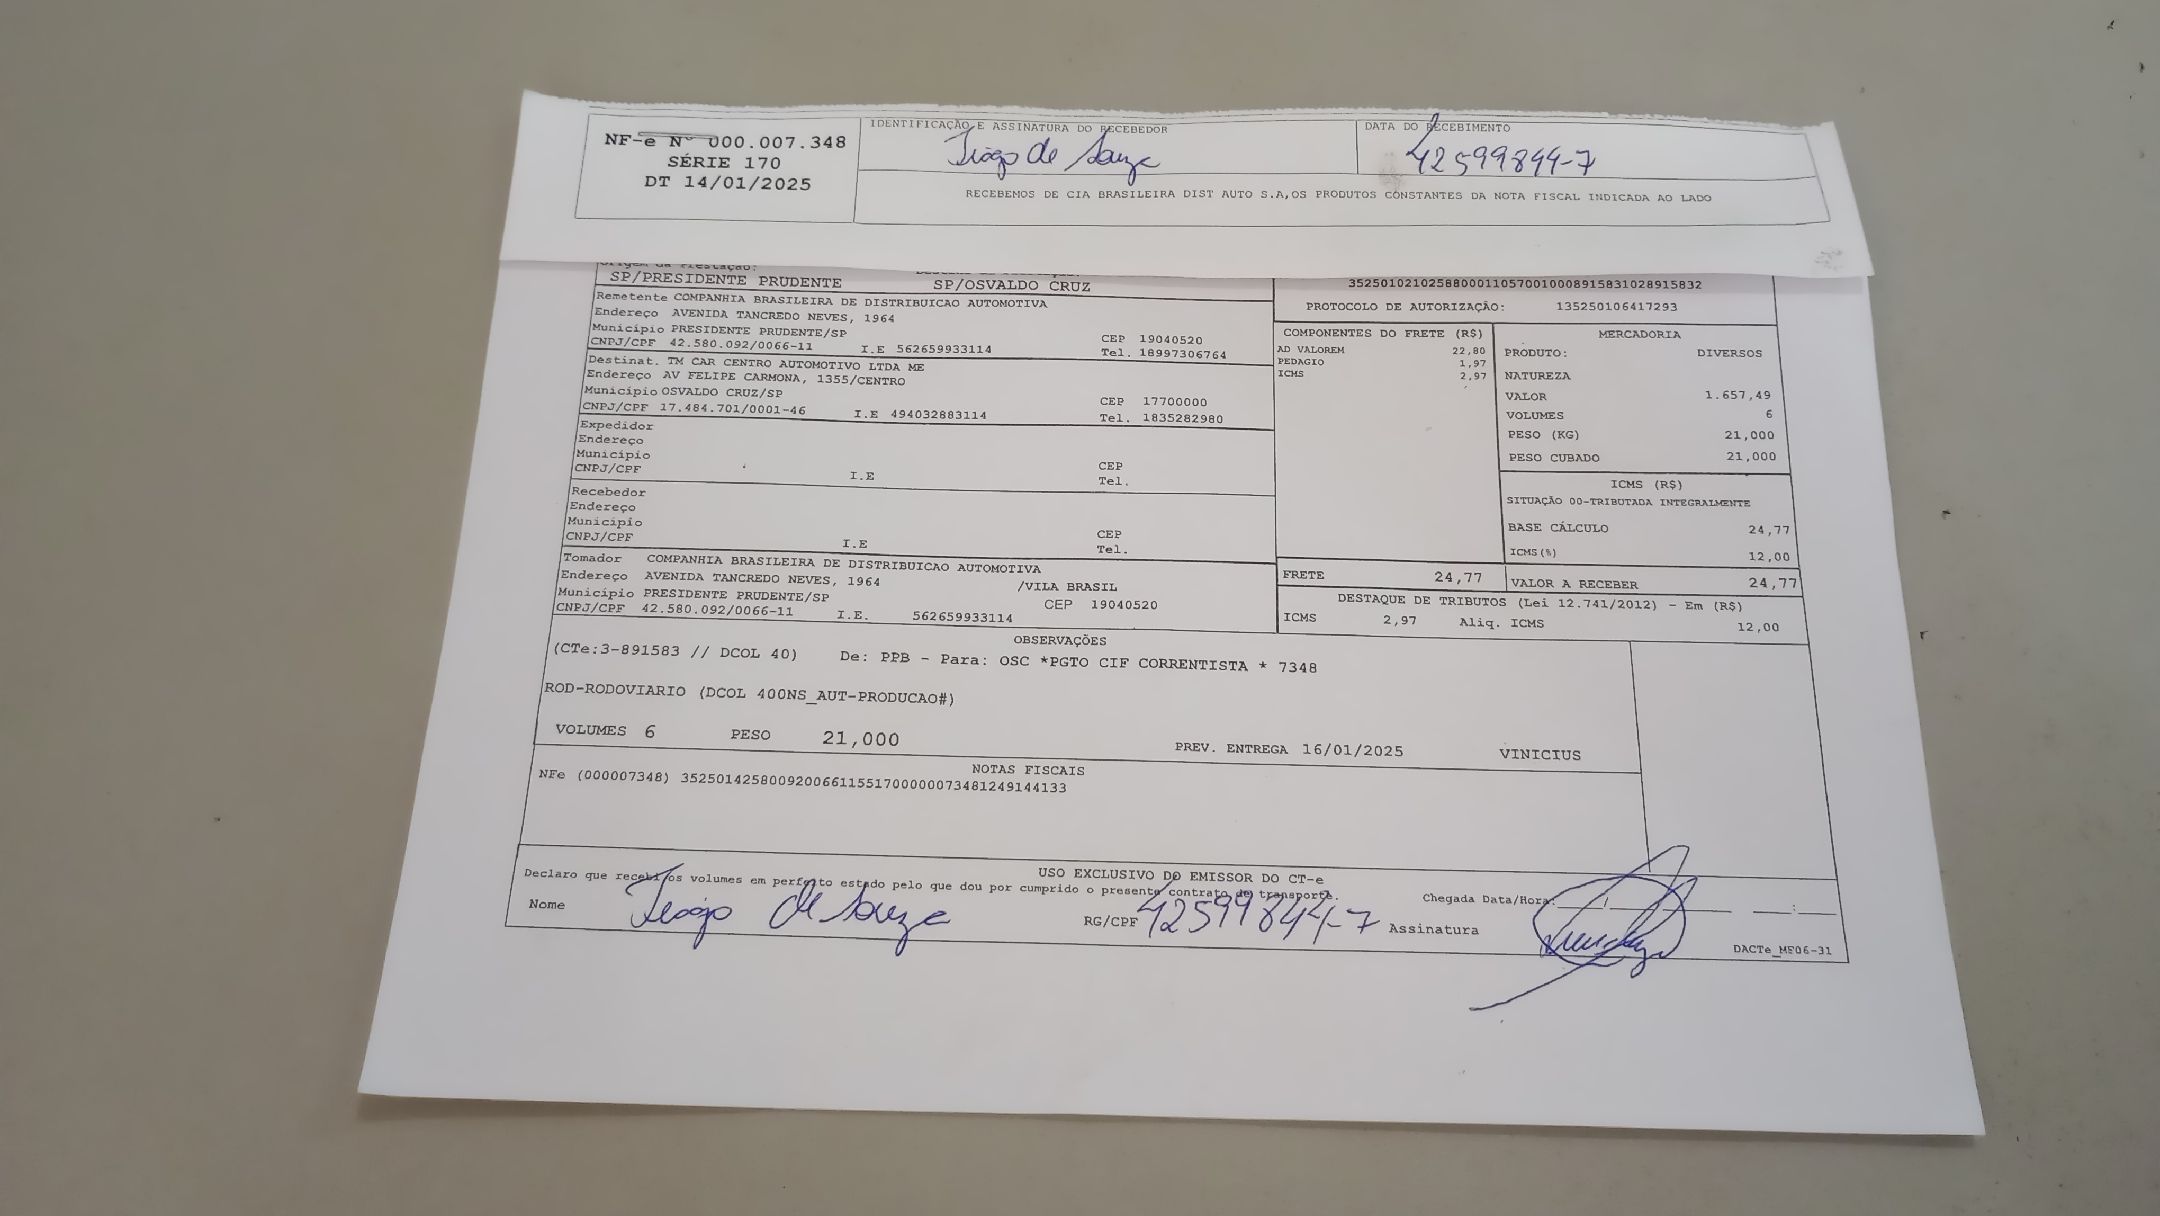 NF-e Nº 000.007.348
SÉRIE 170
DT 14/01/2025
IDENTIFICAÇÃO E ASSINATURA DO RECEBEDOR
DATA DO RECEBIMENTO
Tiago de Souza
42599844-7
RECEBEMOS DE CIA BRASILEIRA DIST AUTO S.A,OS PRODUTOS CONSTANTES DA NOTA FISCAL INDICADA AO LADO
Origem da Prestação:
SP/PRESIDENTE PRUDENTE SP/OSVALDO CRUZ
Remetente COMPANHIA BRASILEIRA DE DISTRIBUICAO AUTOMOTIVA
Endereço AVENIDA TANCREDO NEVES, 1964
Município PRESIDENTE PRUDENTE/SP CEP 19040520
CNPJ/CPF 42.580.092/0066-11 I.E 562659933114 Tel. 18997306764
Destinat. TM CAR CENTRO AUTOMOTIVO LTDA ME
Endereço AV FELIPE CARMONA, 1355/CENTRO
Município OSVALDO CRUZ/SP CEP 17700000
CNPJ/CPF 17.484.701/0001-46 I.E 494032883114 Tel. 1835282980
Expedidor
Endereço
Município CEP
CNPJ/CPF I.E Tel.
Recebedor
Endereço
Município CEP
CNPJ/CPF I.E Tel.
Tomador COMPANHIA BRASILEIRA DE DISTRIBUICAO AUTOMOTIVA
Endereço AVENIDA TANCREDO NEVES, 1964 /VILA BRASIL
Município PRESIDENTE PRUDENTE/SP CEP 19040520
CNPJ/CPF 42.580.092/0066-11 I.E. 562659933114
35250102102588000110570010008915831028915832
PROTOCOLO DE AUTORIZAÇÃO: 135250106417293
COMPONENTES DO FRETE (R$)
AD VALOREM 22,80
PEDAGIO 1,97
ICMS 2,97
MERCADORIA
PRODUTO: DIVERSOS
NATUREZA
VALOR 1.657,49
VOLUMES 6
PESO (KG) 21,000
PESO CUBADO 21,000
ICMS (R$)
SITUAÇÃO 00-TRIBUTADA INTEGRALMENTE
BASE CÁLCULO 24,77
ICMS(%) 12,00
FRETE 24,77 VALOR A RECEBER 24,77
DESTAQUE DE TRIBUTOS (Lei 12.741/2012) - Em (R$)
ICMS 2,97 Aliq. ICMS 12,00
OBSERVAÇÕES
(CTe:3-891583 // DCOL 40) De: PPB - Para: OSC *PGTO CIF CORRENTISTA * 7348
ROD-RODOVIARIO (DCOL 400NS_AUT-PRODUCAO#)
VOLUMES 6 PESO 21,000 PREV. ENTREGA 16/01/2025 VINICIUS
NOTAS FISCAIS
NFe (000007348) 35250142580092006611551700000073481249144133
USO EXCLUSIVO DO EMISSOR DO CT-e
Declaro que recebi os volumes em perfeito estado pelo que dou por cumprido o presente contrato de transporte.
Chegada Data/Hora: / :
Nome Tiago de Souza RG/CPF 42599844-7 Assinatura
DACTe_ME06-31